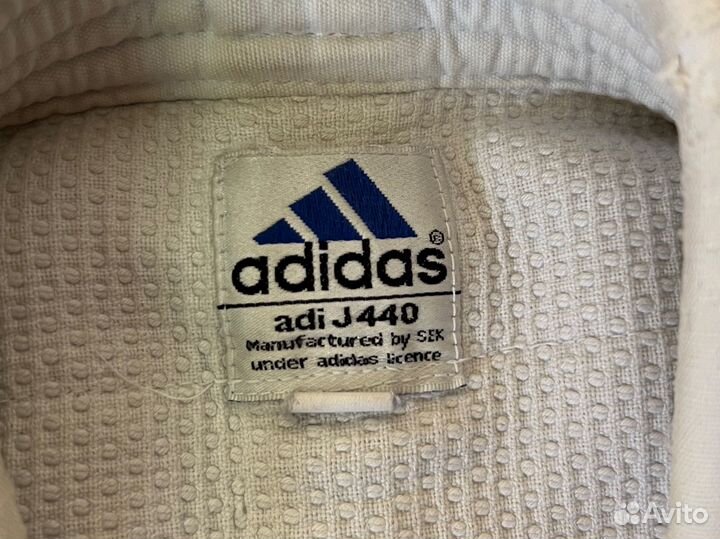 adidas®
adi J440
Manufactured by SEK
under adidas licence
Avito